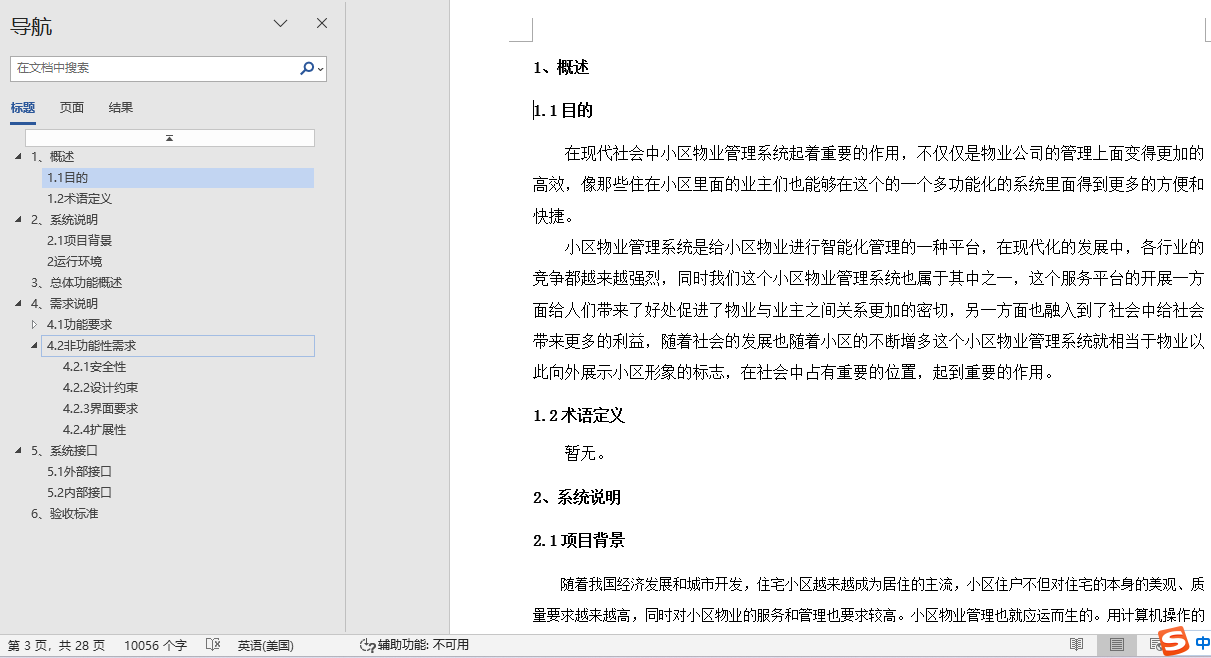 导航
在文档中搜索
标题 页面 结果
1、概述
1.1目的
1.2术语定义
2、系统说明
2.1项目背景
2运行环境
3、总体功能概述
4、需求说明
4.1功能要求
4.2非功能性需求
4.2.1安全性
4.2.2设计约束
4.2.3界面要求
4.2.4扩展性
5、系统接口
5.1外部接口
5.2内部接口
6、验收标准
1、概述
1.1 目的
在现代社会中小区物业管理系统起着重要的作用，不仅仅是物业公司的管理上面变得更加的
高效，像那些住在小区里面的业主们也能够在这个的一个多功能化的系统里面得到更多的方便和
快捷。
小区物业管理系统是给小区物业进行智能化管理的一种平台，在现代化的发展中，各行业的
竞争都越来越强烈，同时我们这个小区物业管理系统也属于其中之一，这个服务平台的开展一方
面给人们带来了好处促进了物业与业主之间关系更加的密切，另一方面也融入到了社会中给社会
带来更多的利益，随着社会的发展也随着小区的不断增多这个小区物业管理系统就相当于物业以
此向外展示小区形象的标志，在社会中占有重要的位置，起到重要的作用。
1.2 术语定义
暂无。
2、系统说明
2.1 项目背景
随着我国经济发展和城市开发，住宅小区越来越成为居住的主流，小区住户不但对住宅的本身的美观、质
量要求越来越高，同时对小区物业的服务和管理也要求较高。小区物业管理也就应运而生的。用计算机操作的
第 3 页，共 28 页 10056 个字 英语(美国) 辅助功能: 不可用
中